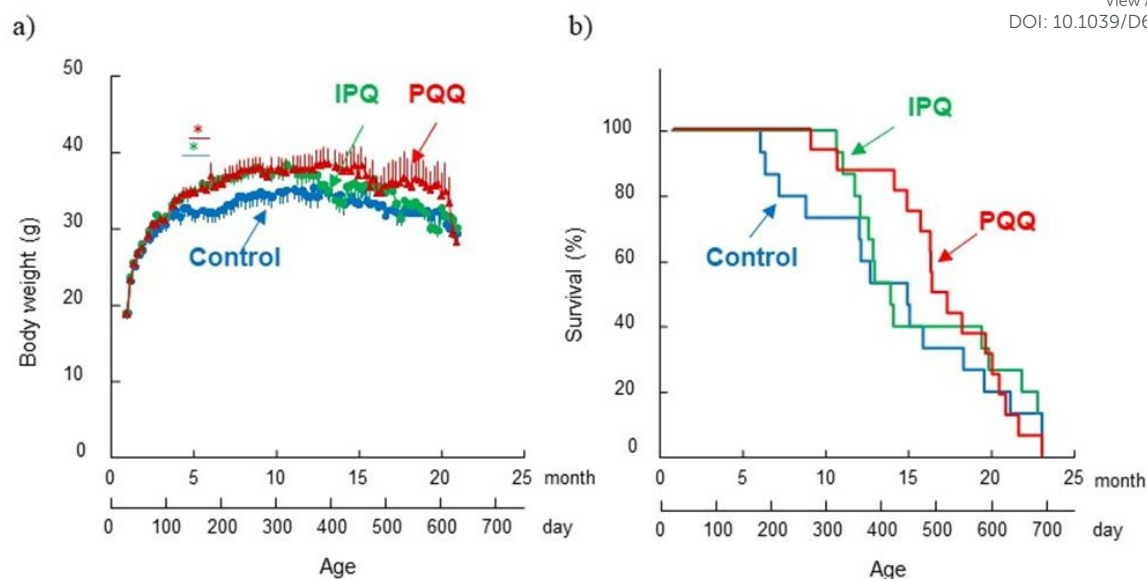 View A
DOI: 10.1039/D6
a)
b)
50
40
30
20
10
0
Body weight (g)
IPQ
PQQ
*
*
Control
0 5 10 15 20 25 month
0 100 200 300 400 500 600 700 day
Age
100
80
60
40
20
0
Survival (%)
IPQ
PQQ
Control
0 5 10 15 20 25 month
0 100 200 300 400 500 600 700 day
Age